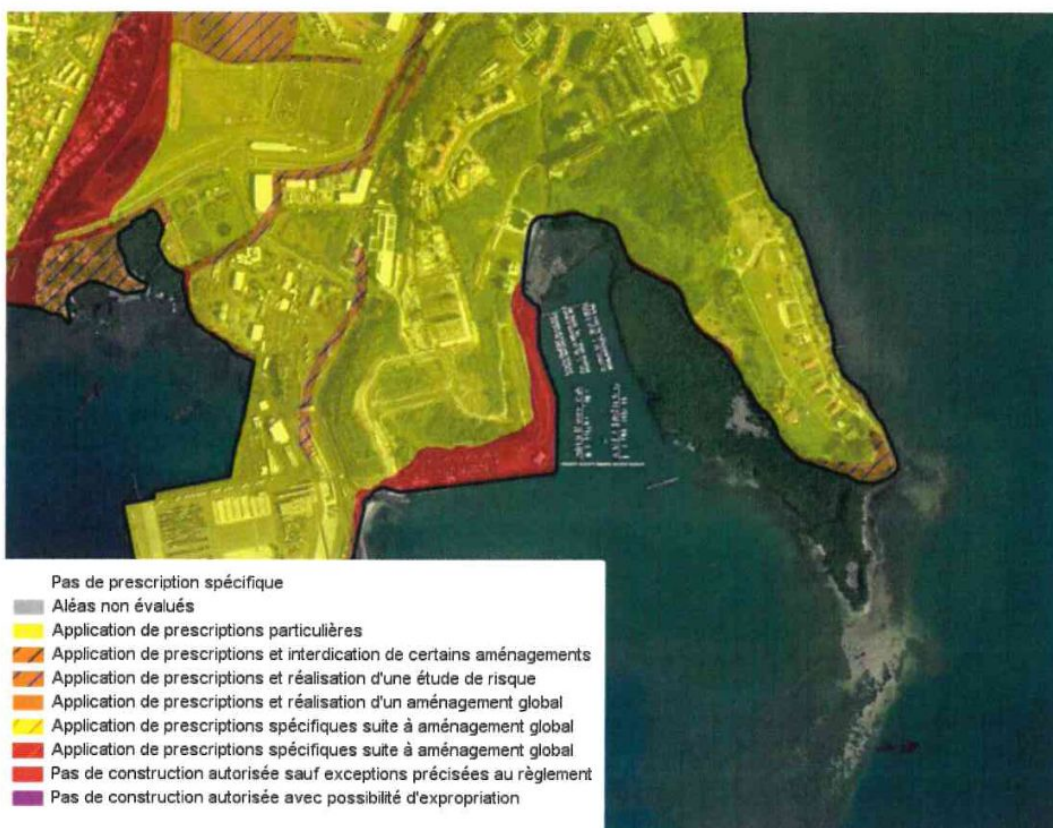 Pas de prescription spécifique
Aléas non évalués
Application de prescriptions particulières
Application de prescriptions et interdication de certains aménagements
Application de prescriptions et réalisation d'une étude de risque
Application de prescriptions et réalisation d'un aménagement global
Application de prescriptions spécifiques suite à aménagement global
Application de prescriptions spécifiques suite à aménagement global
Pas de construction autorisée sauf exceptions précisées au règlement
Pas de construction autorisée avec possibilité d'expropriation